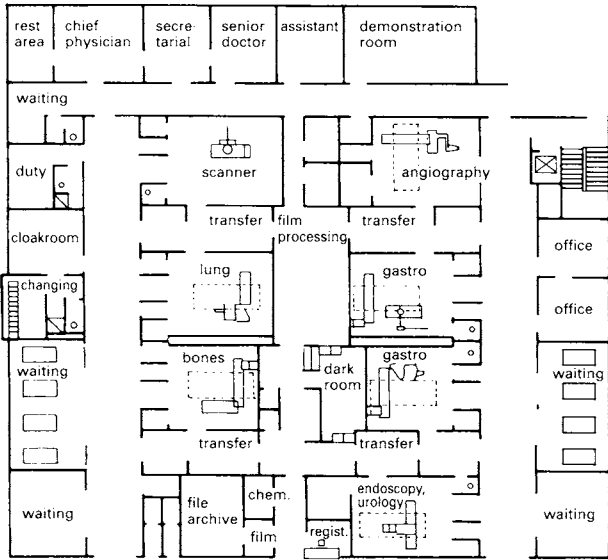 rest
area
chief
physician
secre-
tarial
senior
doctor
assistant
demonstration
room
waiting
duty
scanner
angiography
transfer
film
processing
transfer
cloakroom
office
changing
lung
gastro
office
waiting
bones
dark
room
gastro
waiting
transfer
transfer
waiting
file
archive
chem.
film
regist.
endoscopy,
urology
waiting